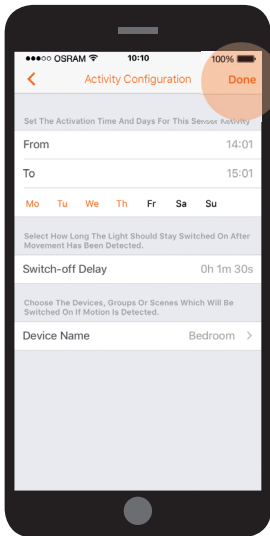 OSRAM 10:10 100%
Activity Configuration Done
Set The Activation Time And Days For This Sensor Activity
From 14:01
To 15:01
Mo Tu We Th Fr Sa Su
Select How Long The Light Should Stay Switched On After
Movement Has Been Detected.
Switch-off Delay 0h 1m 30s
Choose The Devices, Groups Or Scenes Which Will Be
Switched On If Motion Is Detected.
Device Name Bedroom